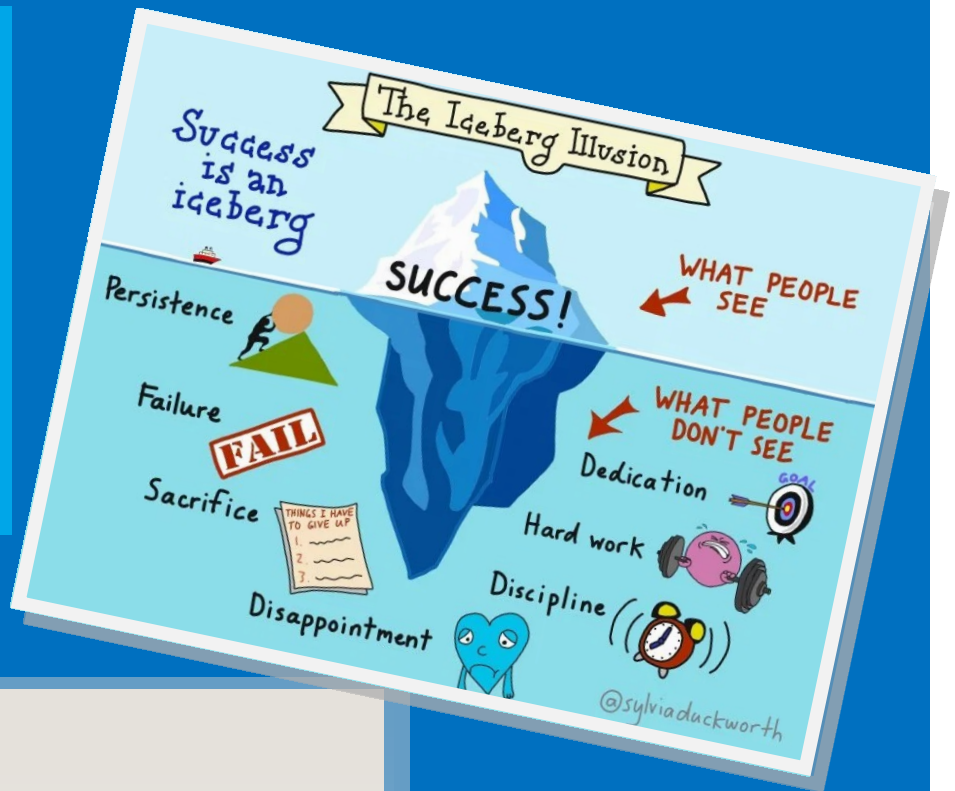 The Iceberg Illusion
Success
is an
iceberg
SUCCESS!
WHAT PEOPLE
SEE
WHAT PEOPLE
DON'T SEE
Persistence
Failure
FAIL
Sacrifice
THINGS I HAVE
TO GIVE UP
1.
2.
3.
Disappointment
Dedication
GOAL
Hard work
Discipline
@sylviaduckworth